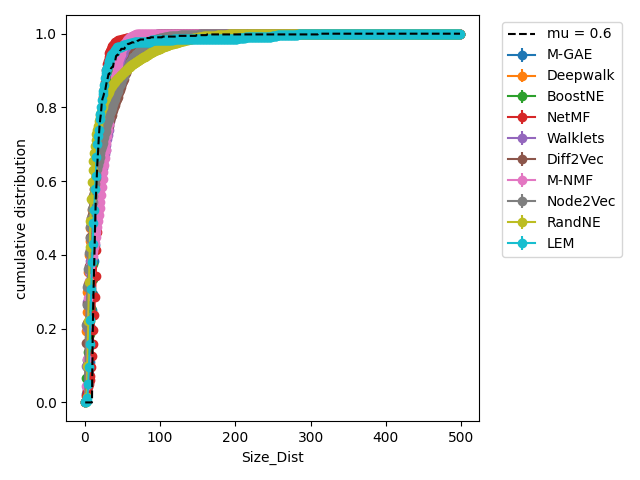 1.0
0.8
0.6
0.4
0.2
0.0
cumulative distribution
0
100
200
300
400
500
Size_Dist
mu = 0.6
M-GAE
Deepwalk
BoostNE
NetMF
Walklets
Diff2Vec
M-NMF
Node2Vec
RandNE
LEM